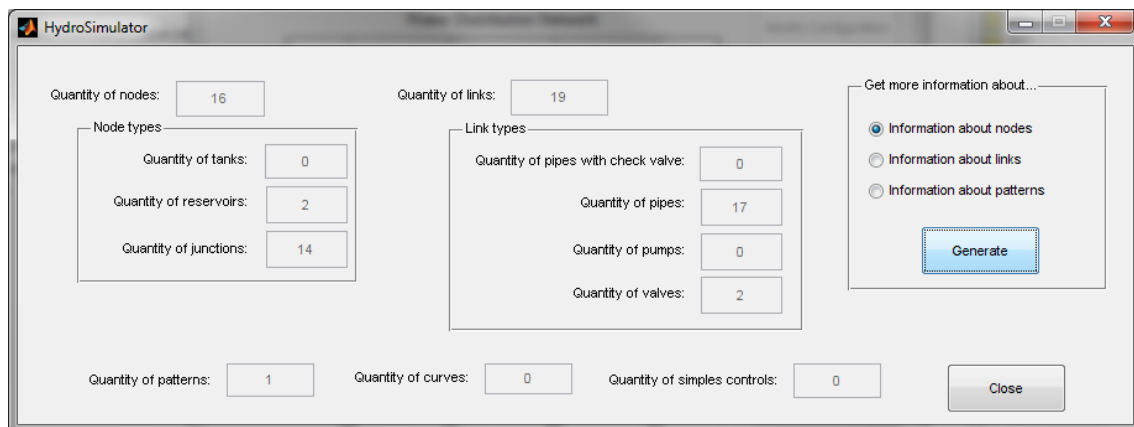 HydroSimulator
Quantity of nodes: 16
Quantity of links: 19
Get more information about...
Node types
Quantity of tanks: 0
Quantity of reservoirs: 2
Quantity of junctions: 14
Link types
Quantity of pipes with check valve: 0
Quantity of pipes: 17
Quantity of pumps: 0
Quantity of valves: 2
Information about nodes
Information about links
Information about patterns
Generate
Quantity of patterns: 1
Quantity of curves: 0
Quantity of simples controls: 0
Close